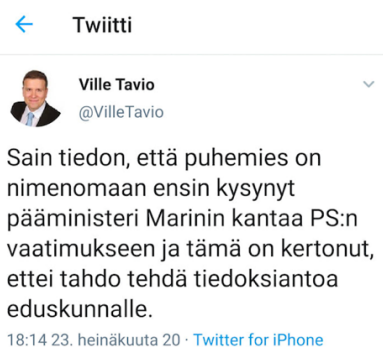 Twiitti
Ville Tavio
@VilleTavio
Sain tiedon, että puhemies on
nimenomaan ensin kysynyt
pääministeri Marinin kantaa PS:n
vaatimukseen ja tämä on kertonut,
ettei tahdo tehdä tiedoksiantoa
eduskunnalle.
18:14 23. heinäkuuta 20 · Twitter for iPhone